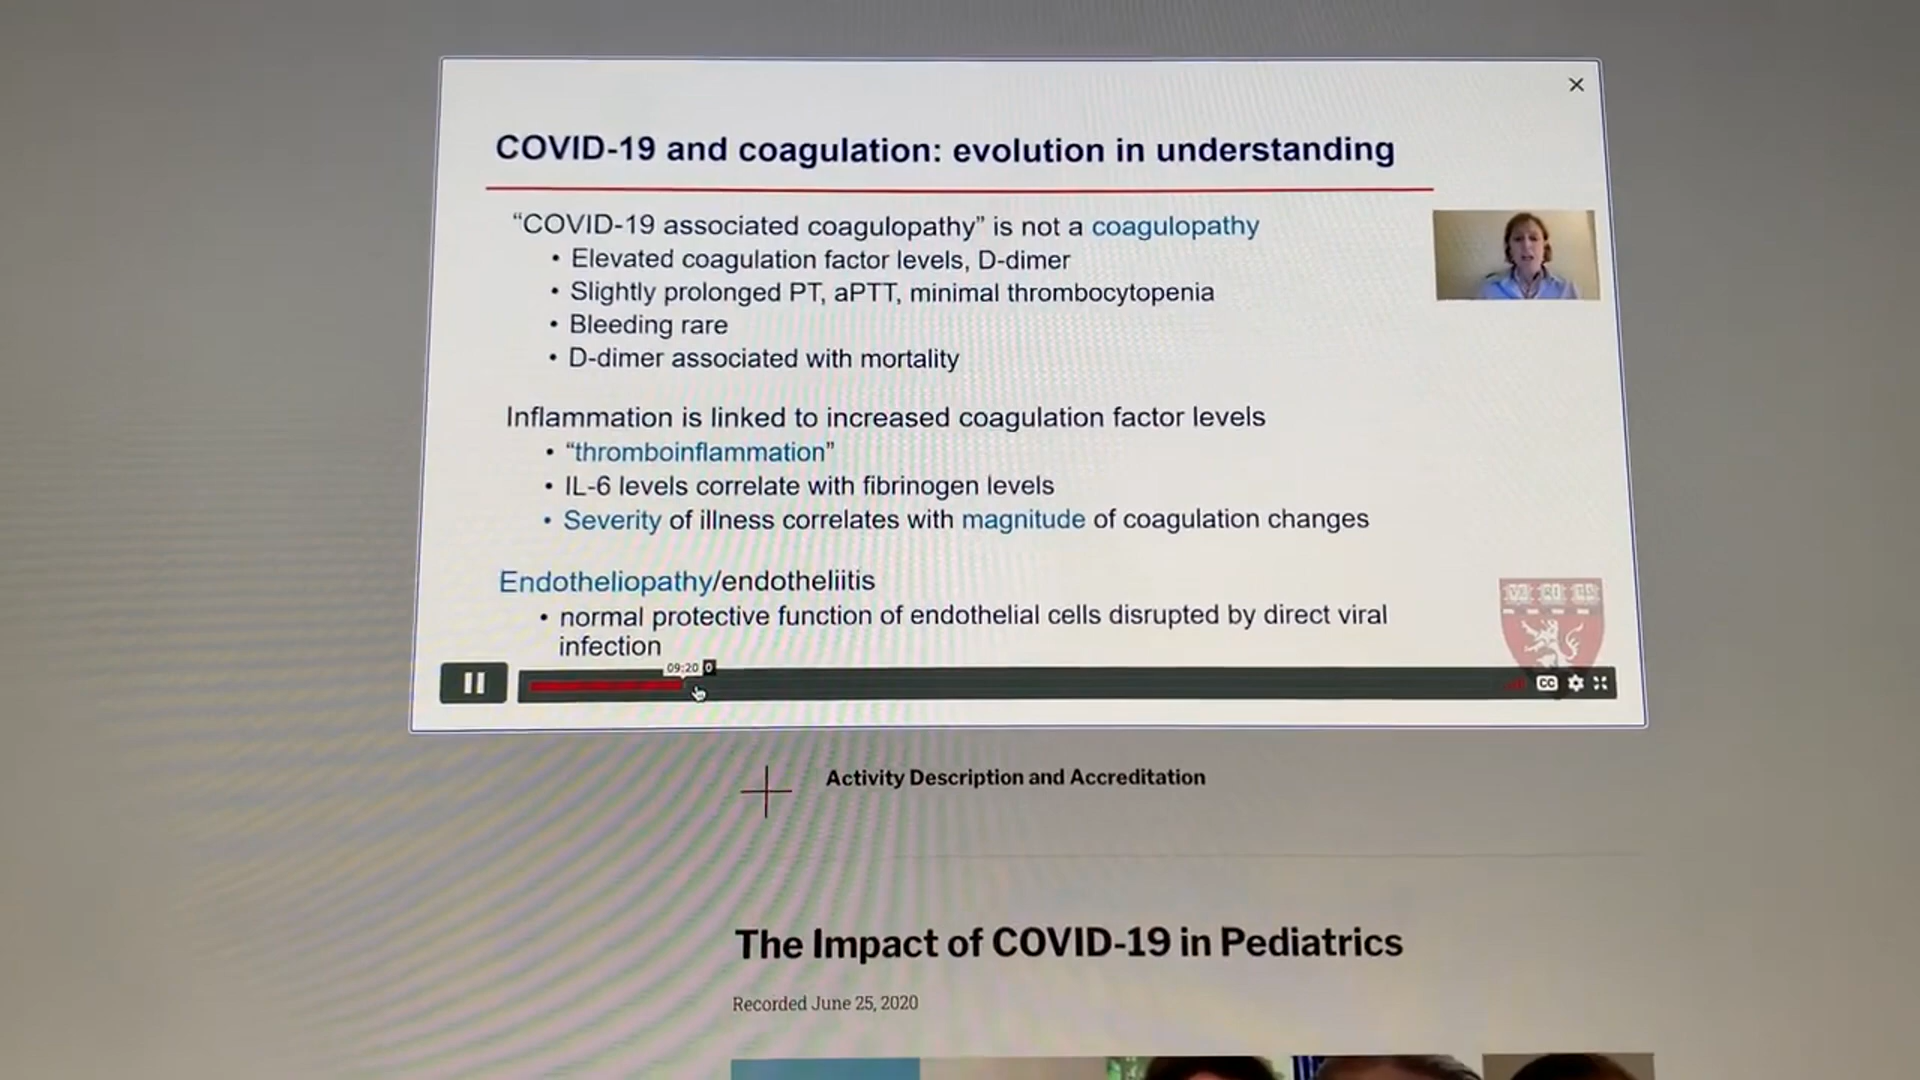 COVID-19 and coagulation: evolution in understanding
“COVID-19 associated coagulopathy” is not a coagulopathy
• Elevated coagulation factor levels, D-dimer
• Slightly prolonged PT, aPTT, minimal thrombocytopenia
• Bleeding rare
• D-dimer associated with mortality
Inflammation is linked to increased coagulation factor levels
• “thromboinflammation”
• IL-6 levels correlate with fibrinogen levels
• Severity of illness correlates with magnitude of coagulation changes
Endotheliopathy/endotheliitis
• normal protective function of endothelial cells disrupted by direct viral
infection
VE RI TAS
09:20
CC
Activity Description and Accreditation
The Impact of COVID-19 in Pediatrics
Recorded June 25, 2020